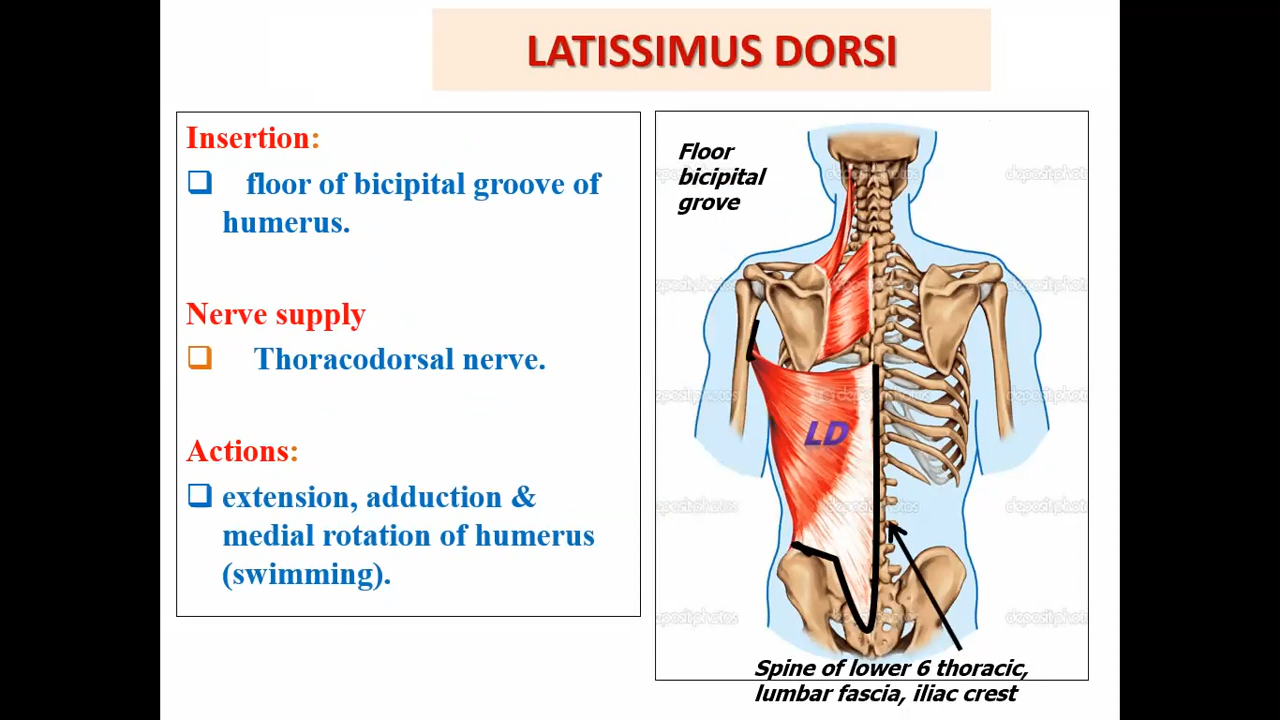 LATISSIMUS DORSI
Insertion:
floor of bicipital groove of
humerus.
Nerve supply
Thoracodorsal nerve.
Actions:
extension, adduction &
medial rotation of humerus
(swimming).
Floor
bicipital
grove
LD
Spine of lower 6 thoracic,
lumbar fascia, iliac crest
depositphotos